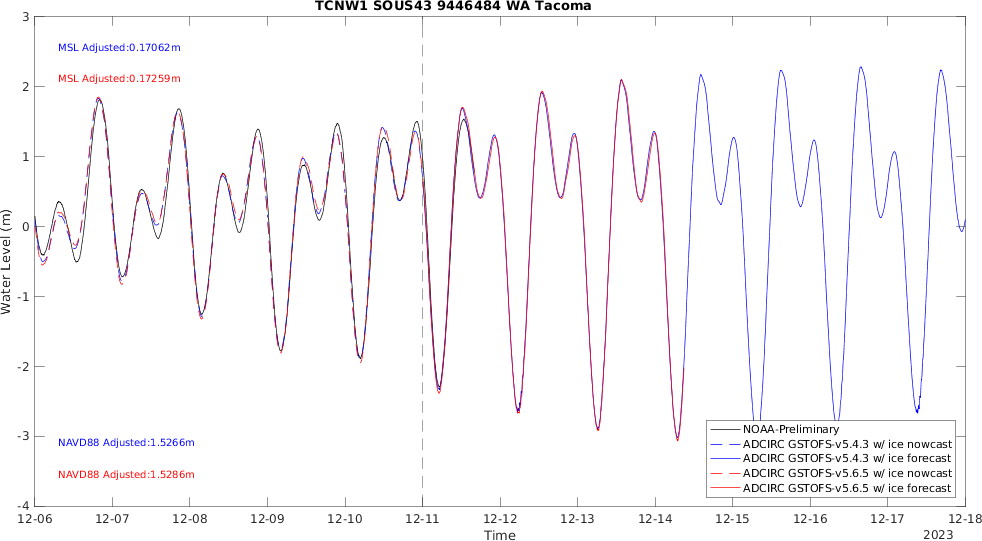 TCNW1 SOUS43 9446484 WA Tacoma
3
MSL Adjusted:0.17062m
MSL Adjusted:0.17259m
2
1
0
-1
-2
-3
-4
Water Level (m)
NAVD88 Adjusted:1.5266m
NAVD88 Adjusted:1.5286m
NOAA-Preliminary
ADCIRC GSTOFS-v5.4.3 w/ ice nowcast
ADCIRC GSTOFS-v5.4.3 w/ ice forecast
ADCIRC GSTOFS-v5.6.5 w/ ice nowcast
ADCIRC GSTOFS-v5.6.5 w/ ice forecast
12-06 12-07 12-08 12-09 12-10 12-11 12-12 12-13 12-14 12-15 12-16 12-17 12-18
Time
2023